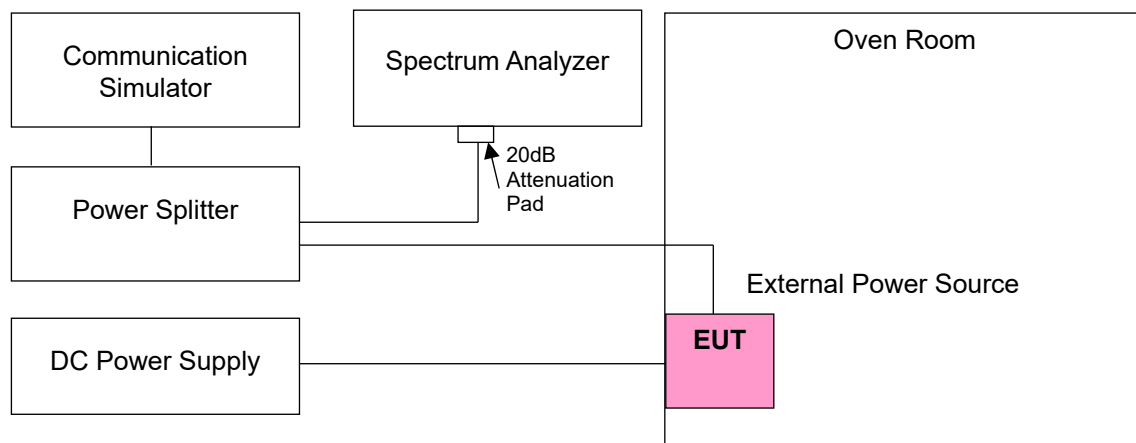 Communication
Simulator
Spectrum Analyzer
Oven Room
20dB
Attenuation
Pad
Power Splitter
External Power Source
EUT
DC Power Supply